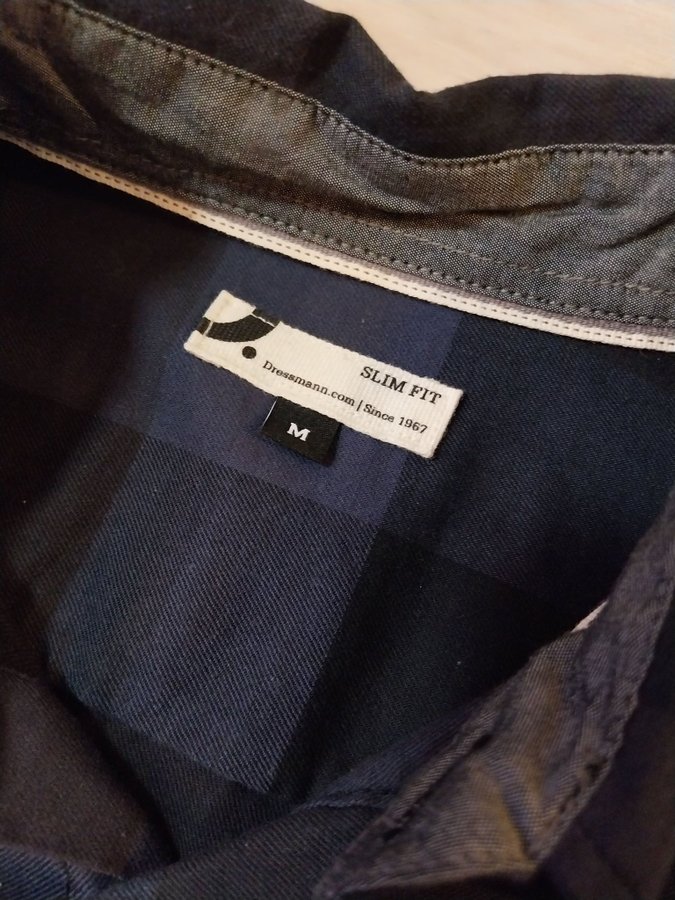 SLIM FIT
Dressmann.com | Since 1967
M